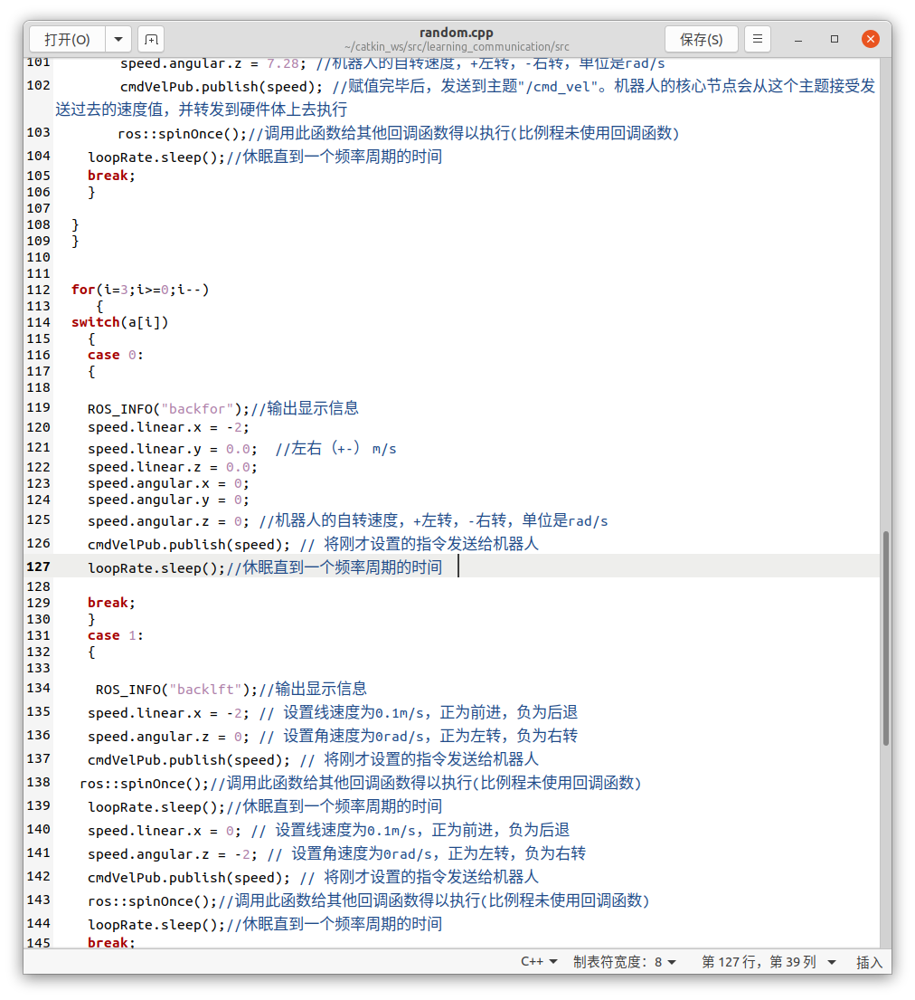 打开(O)
random.cpp
~/catkin_ws/src/learning_communication/src
保存(S)
101 speed.angular.z = 7.28; //机器人的自转速度，+左转，-右转，单位是rad/s
102 cmdVelPub.publish(speed); //赋值完毕后，发送到主题"/cmd_vel"。机器人的核心节点会从这个主题接受发
送过去的速度值，并转发到硬件体上去执行
103 ros::spinOnce();//调用此函数给其他回调函数得以执行(比例程未使用回调函数)
104 loopRate.sleep();//休眠直到一个频率周期的时间
105 break;
106 }
107
108 }
109 }
110
111
112 for(i=3;i>=0;i--)
113 {
114 switch(a[i])
115 {
116 case 0:
117 {
118
119 ROS_INFO("backfor");//输出显示信息
120 speed.linear.x = -2;
121 speed.linear.y = 0.0; //左右（+-） m/s
122 speed.linear.z = 0.0;
123 speed.angular.x = 0;
124 speed.angular.y = 0;
125 speed.angular.z = 0; //机器人的自转速度，+左转，-右转，单位是rad/s
126 cmdVelPub.publish(speed); // 将刚才设置的指令发送给机器人
127 loopRate.sleep();//休眠直到一个频率周期的时间
128
129 break;
130 }
131 case 1:
132 {
133
134 ROS_INFO("backlft");//输出显示信息
135 speed.linear.x = -2; // 设置线速度为0.1m/s，正为前进，负为后退
136 speed.angular.z = 0; // 设置角速度为0rad/s，正为左转，负为右转
137 cmdVelPub.publish(speed); // 将刚才设置的指令发送给机器人
138 ros::spinOnce();//调用此函数给其他回调函数得以执行(比例程未使用回调函数)
139 loopRate.sleep();//休眠直到一个频率周期的时间
140 speed.linear.x = 0; // 设置线速度为0.1m/s，正为前进，负为后退
141 speed.angular.z = -2; // 设置角速度为0rad/s，正为左转，负为右转
142 cmdVelPub.publish(speed); // 将刚才设置的指令发送给机器人
143 ros::spinOnce();//调用此函数给其他回调函数得以执行(比例程未使用回调函数)
144 loopRate.sleep();//休眠直到一个频率周期的时间
145 break;
C++ 制表符宽度：8 第 127 行，第 39 列 插入